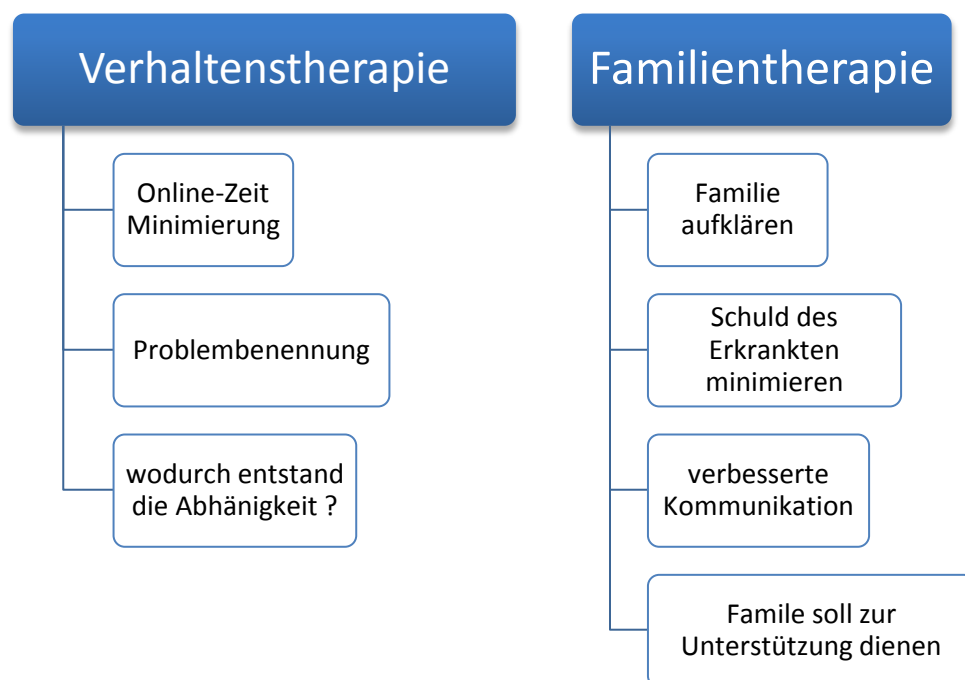 Verhaltenstherapie
Online-Zeit
Minimierung
Problembenennung
wodurch entstand
die Abhänigkeit ?
Familientherapie
Familie
aufklären
Schuld des
Erkrankten
minimieren
verbesserte
Kommunikation
Famile soll zur
Unterstützung dienen